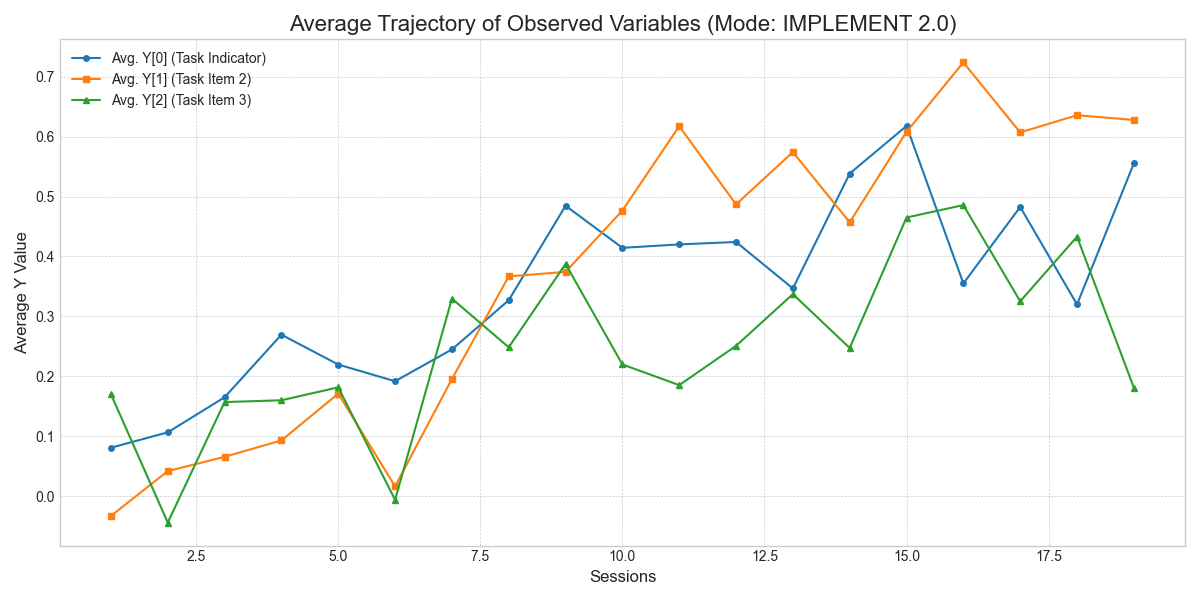 Average Trajectory of Observed Variables (Mode: IMPLEMENT 2.0)
Avg. Y[0] (Task Indicator)
Avg. Y[1] (Task Item 2)
Avg. Y[2] (Task Item 3)
Average Y Value
0.7
0.6
0.5
0.4
0.3
0.2
0.1
0.0
2.5 5.0 7.5 10.0 12.5 15.0 17.5
Sessions